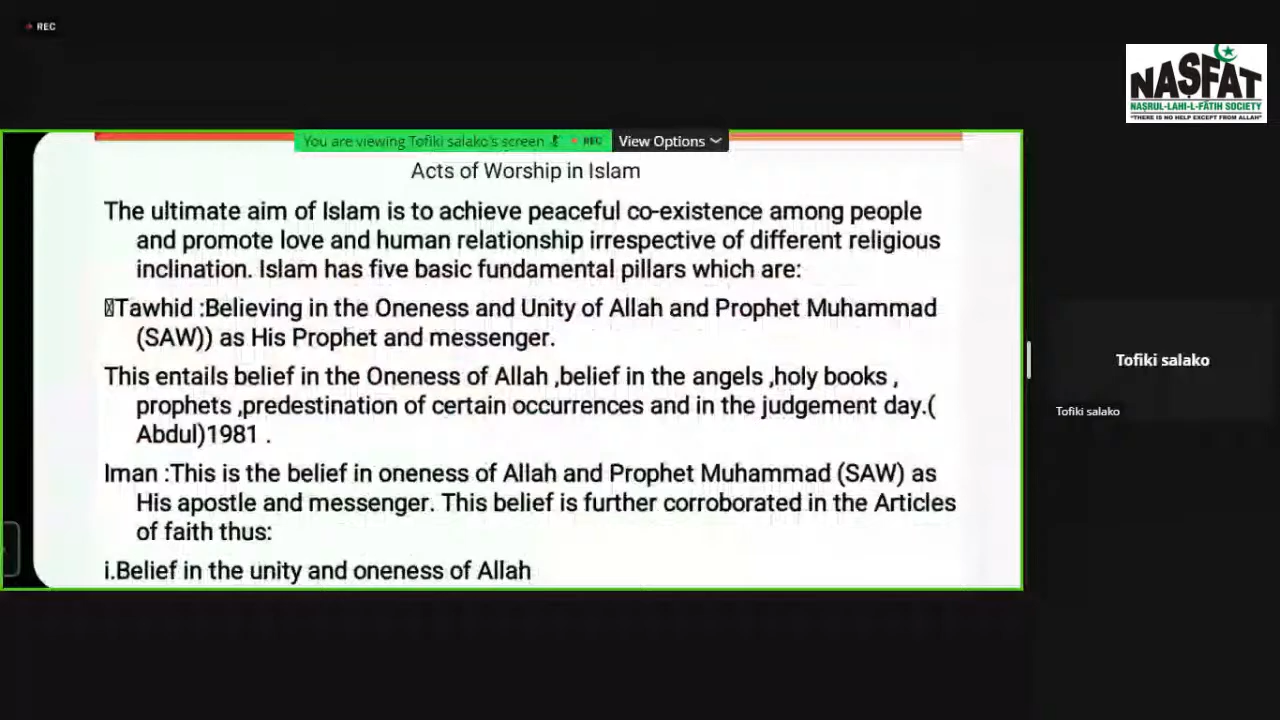 REC
NASFAT
NAṢRUL-LAHI-L-FĀTIH SOCIETY
"THERE IS NO HELP EXCEPT FROM ALLAH"
You are viewing Tofiki salako's screen REC View Options
Acts of Worship in Islam
The ultimate aim of Islam is to achieve peaceful co-existence among people
and promote love and human relationship irrespective of different religious
inclination. Islam has five basic fundamental pillars which are:
Tawhid :Believing in the Oneness and Unity of Allah and Prophet Muhammad
(SAW)) as His Prophet and messenger.
This entails belief in the Oneness of Allah ,belief in the angels ,holy books ,
prophets ,predestination of certain occurrences and in the judgement day.(
Abdul)1981 .
Iman :This is the belief in oneness of Allah and Prophet Muhammad (SAW) as
His apostle and messenger. This belief is further corroborated in the Articles
of faith thus:
i.Belief in the unity and oneness of Allah
Tofiki salako
Tofiki salako